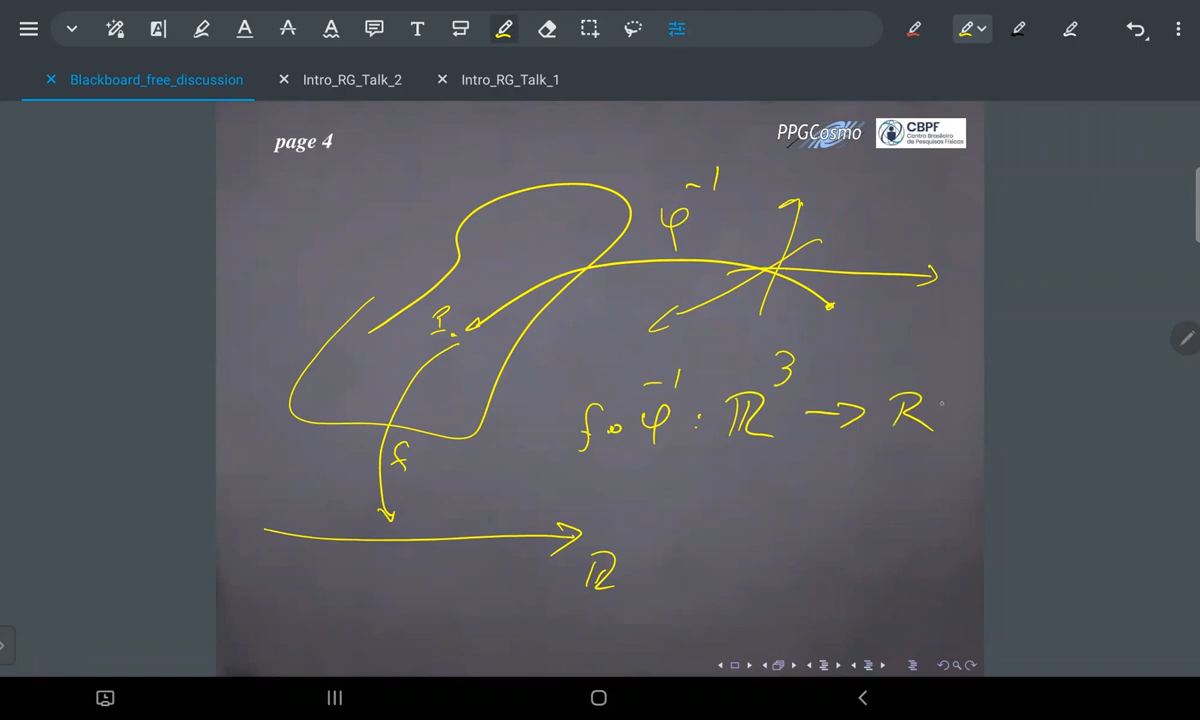 Blackboard_free_discussion
Intro_RG_Talk_2
Intro_RG_Talk_1
page 4
PPGCosmo
CBPF
Centro Brasileiro
de Pesquisas Físicas
φ⁻¹
P.
f∘φ⁻¹ : ℝ³ → ℝ
f
ℝ